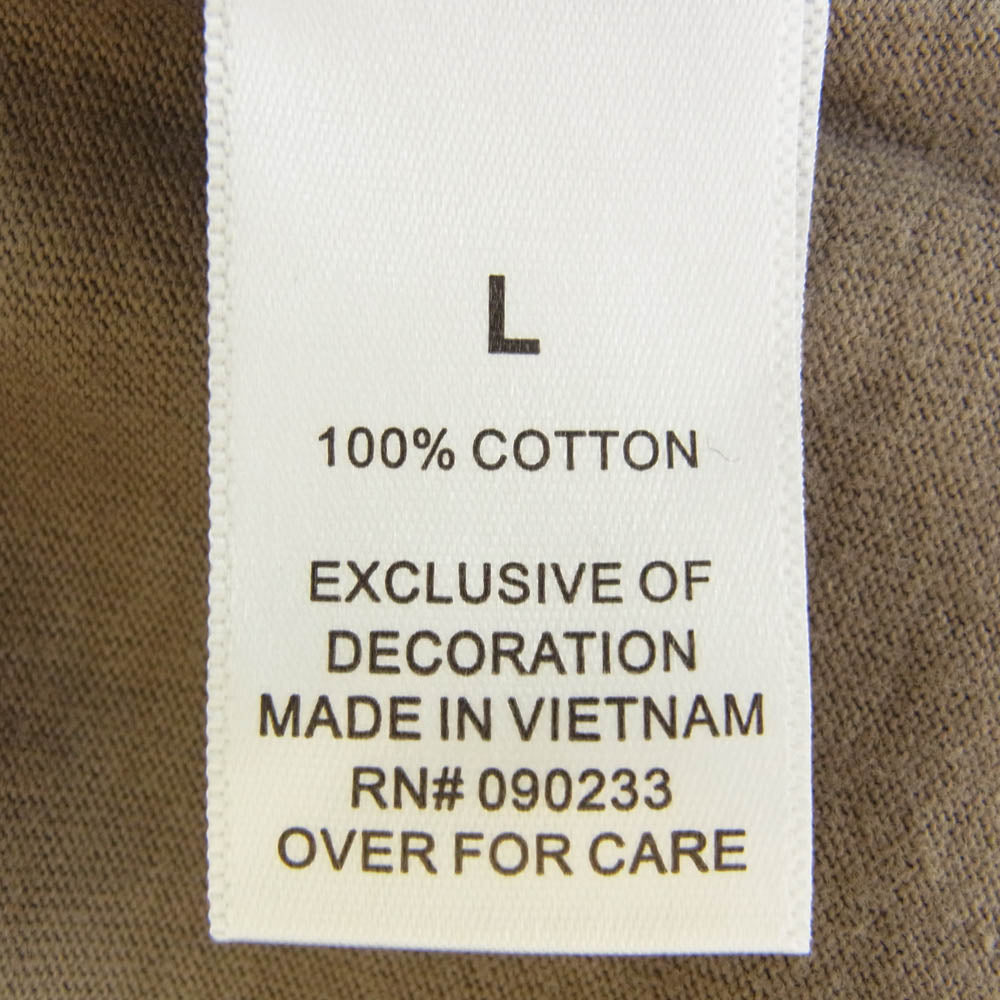 L
100% COTTON
EXCLUSIVE OF
DECORATION
MADE IN VIETNAM
RN# 090233
OVER FOR CARE